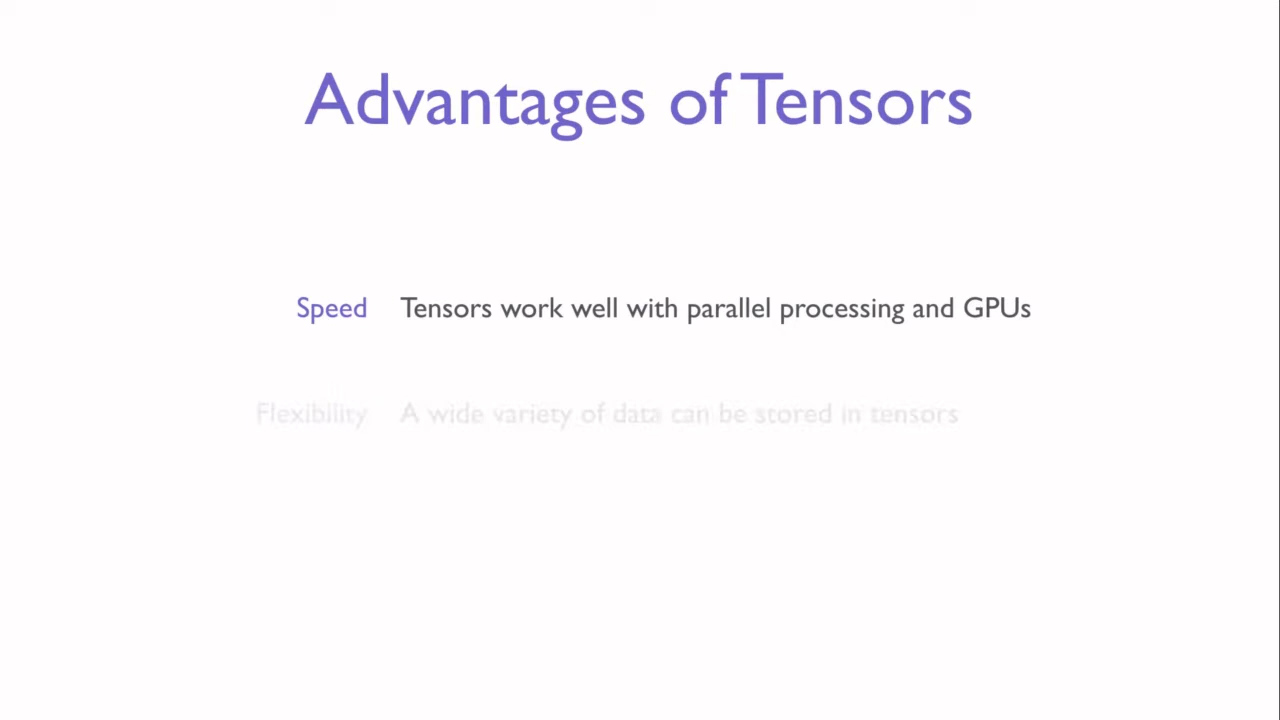 Advantages of Tensors
Speed Tensors work well with parallel processing and GPUs
Flexibility A wide variety of data can be stored in tensors